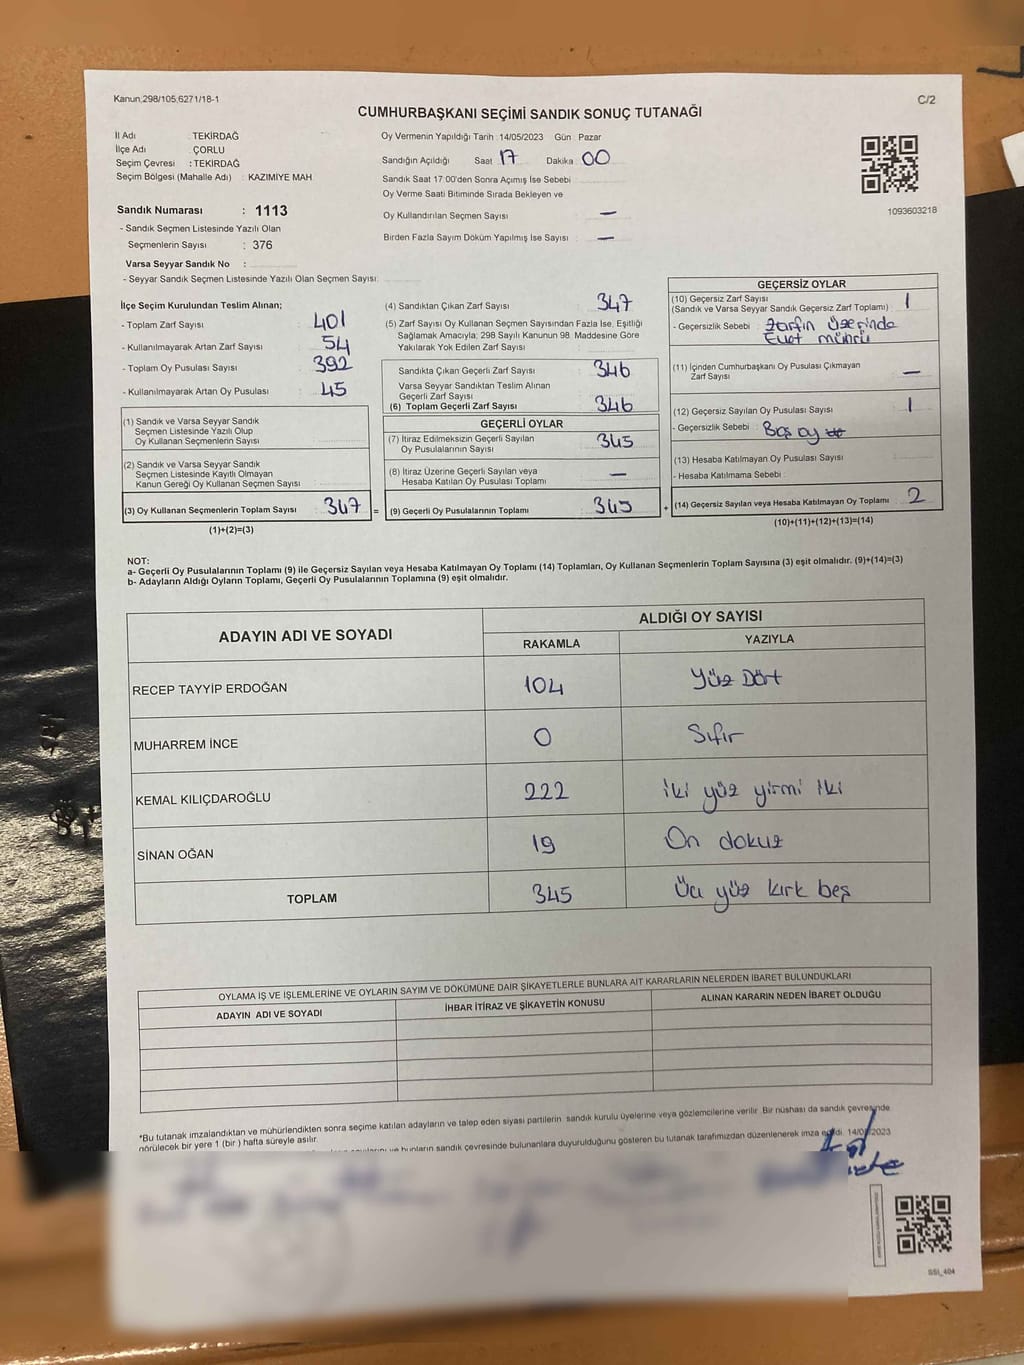 Kanun,298/105,6271/18-1
C/2
CUMHURBAŞKANI SEÇİMİ SANDIK SONUÇ TUTANAĞI
İl Adı : TEKİRDAĞ
İlçe Adı : ÇORLU
Seçim Çevresi : TEKİRDAĞ
Seçim Bölgesi (Mahalle Adı) : KAZIMIYE MAH
Sandık Numarası : 1113
- Sandık Seçmen Listesinde Yazılı Olan
Seçmenlerin Sayısı : 376
Varsa Seyyar Sandık No :
- Seyyar Sandık Seçmen Listesinde Yazılı Olan Seçmen Sayısı:
Oy Vermenin Yapıldığı Tarih :14/05/2023 Gün : Pazar
Sandığın Açıldığı Saat : 17 Dakika : 00
Sandık Saat 17:00'den Sonra Açımış İse Sebebi :
Oy Verme Saati Bitiminde Sırada Bekleyen ve
Oy Kullandırılan Seçmen Sayısı : —
Birden Fazla Sayım Döküm Yapılmış İse Sayısı : —
1093603218
İlçe Seçim Kurulundan Teslim Alınan;
- Toplam Zarf Sayısı : 401
- Kullanılmayarak Artan Zarf Sayısı : 54
- Toplam Oy Pusulası Sayısı : 392
- Kullanılmayarak Artan Oy Pusulası : 45
(1) Sandık ve Varsa Seyyar Sandık
Seçmen Listesinde Yazılı Olup
Oy Kullanan Seçmenlerin Sayısı :
(2) Sandık ve Varsa Seyyar Sandık
Seçmen Listesinde Kayıtlı Olmayan
Kanun Gereği Oy Kullanan Seçmen Sayısı :
(3) Oy Kullanan Seçmenlerin Toplam Sayısı : 347 =
(1)+(2)=(3)
(4) Sandıktan Çıkan Zarf Sayısı : 347
(5) Zarf Sayısı Oy Kullanan Seçmen Sayısından Fazla İse, Eşitliği
Sağlamak Amacıyla; 298 Sayılı Kanunun 98. Maddesine Göre
Yakılarak Yok Edilen Zarf Sayısı :
Sandıkta Çıkan Geçerli Zarf Sayısı : 346
Varsa Seyyar Sandıktan Teslim Alınan
Geçerli Zarf Sayısı :
(6) Toplam Geçerli Zarf Sayısı : 346
GEÇERLİ OYLAR
(7) İtiraz Edilmeksizin Geçerli Sayılan
Oy Pusulalarının Sayısı : 345
(8) İtiraz Üzerine Geçerli Sayılan veya
Hesaba Katılan Oy Pusulası Toplamı : —
(9) Geçerli Oy Pusulalarının Toplamı : 345 +
GEÇERSİZ OYLAR
(10) Geçersiz Zarf Sayısı : 1
(Sandık ve Varsa Seyyar Sandık Geçersiz Zarf Toplamı)
- Geçersizlik Sebebi : Zarfın Üzerinde
Evet mührü
(11) İçinden Cumhurbaşkanı Oy Pusulası Çıkmayan
Zarf Sayısı : —
(12) Geçersiz Sayılan Oy Pusulası Sayısı : 1
- Geçersizlik Sebebi : Boş oy
(13) Hesaba Katılmayan Oy Pusulası Sayısı :
- Hesaba Katılmama Sebebi :
(14) Geçersiz Sayılan veya Hesaba Katılmayan Oy Toplamı : 2
(10)+(11)+(12)+(13)=(14)
NOT:
a- Geçerli Oy Pusulalarının Toplamı (9) ile Geçersiz Sayılan veya Hesaba Katılmayan Oy Toplamı (14) Toplamları, Oy Kullanan Seçmenlerin Toplam Sayısına (3) eşit olmalıdır. (9)+(14)=(3)
b- Adayların Aldığı Oyların Toplamı, Geçerli Oy Pusulalarının Toplamına (9) eşit olmalıdır.
ADAYIN ADI VE SOYADI
ALDIĞI OY SAYISI
RAKAMLA YAZIYLA
RECEP TAYYİP ERDOĞAN 104 Yüz Dört
MUHARREM İNCE 0 Sıfır
KEMAL KILIÇDAROĞLU 222 iki yüz yirmi iki
SİNAN OĞAN 19 On dokuz
TOPLAM 345 Üç yüz kırk beş
OYLAMA İŞ VE İŞLEMLERİNE VE OYLARIN SAYIM VE DÖKÜMÜNE DAİR ŞİKAYETLERLE BUNLARA AİT KARARLARIN NELERDEN İBARET BULUNDUKLARI
ADAYIN ADI VE SOYADI İHBAR İTİRAZ VE ŞİKAYETİN KONUSU ALINAN KARARIN NEDEN İBARET OLDUĞU
*Bu tutanak imzalandıktan ve mühürlendikten sonra seçime katılan adayların ve talep eden siyasi partilerin sandık kurulu üyelerine veya gözlemcilerine verilir. Bir nüshası da sandık çevresinde
görülecek bir yere 1 (bir) hafta süreyle asılır.
bunların sandık çevresinde bulunanlara duyurulduğunu gösteren bu tutanak tarafımızdan düzenlenerek imza edildi. 14/05/2023
SSİ_404